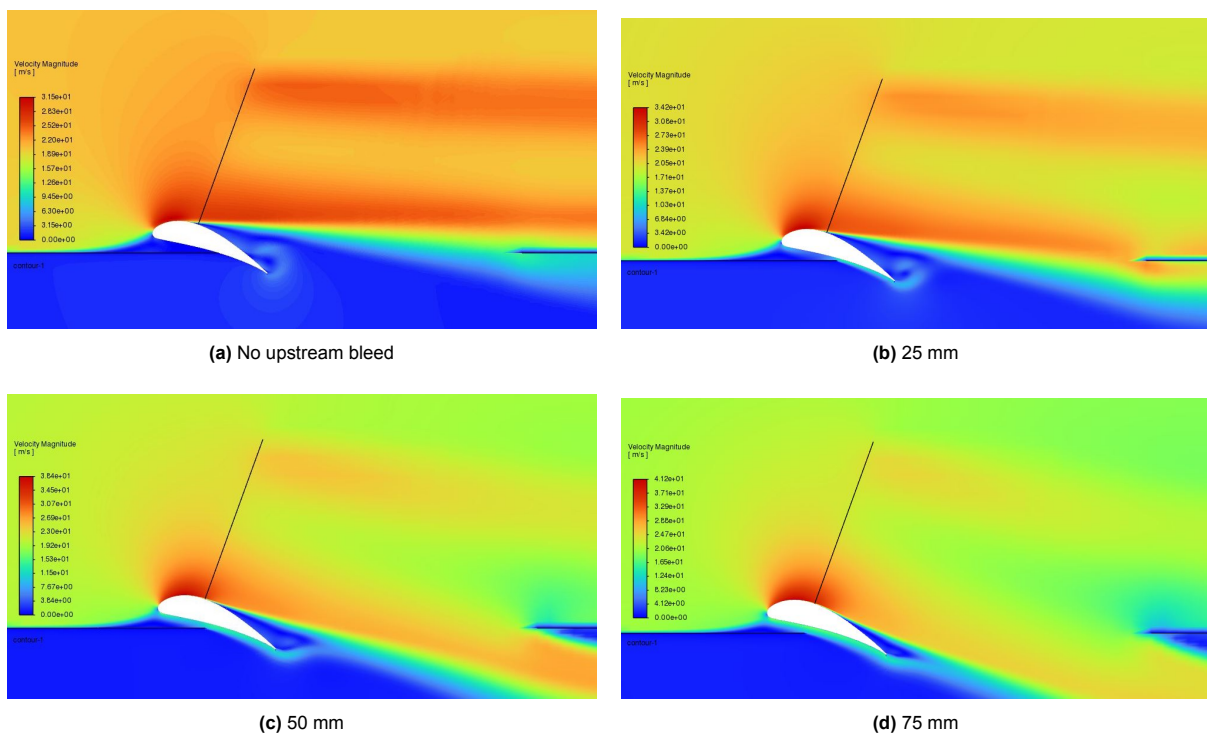 Velocity Magnitude
[ m/s ]
3.15e+01
2.83e+01
2.52e+01
2.20e+01
1.89e+01
1.57e+01
1.26e+01
9.45e+00
6.30e+00
3.15e+00
0.00e+00
contour-1
(a) No upstream bleed
Velocity Magnitude
[ m/s ]
3.42e+01
3.08e+01
2.73e+01
2.39e+01
2.05e+01
1.71e+01
1.37e+01
1.03e+01
6.84e+00
3.42e+00
0.00e+00
contour-1
(b) 25 mm
Velocity Magnitude
[ m/s ]
3.84e+01
3.45e+01
3.07e+01
2.69e+01
2.30e+01
1.92e+01
1.53e+01
1.15e+01
7.67e+00
3.84e+00
0.00e+00
contour-1
(c) 50 mm
Velocity Magnitude
[ m/s ]
4.12e+01
3.71e+01
3.29e+01
2.88e+01
2.47e+01
2.06e+01
1.65e+01
1.24e+01
8.23e+00
4.12e+00
0.00e+00
contour-1
(d) 75 mm